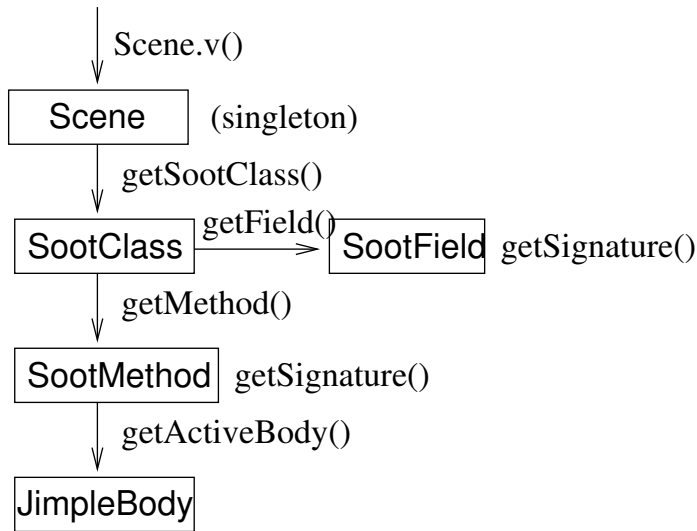 Scene.v()
Scene (singleton)
getSootClass()
getField()
SootClass SootField getSignature()
getMethod()
SootMethod getSignature()
getActiveBody()
JimpleBody